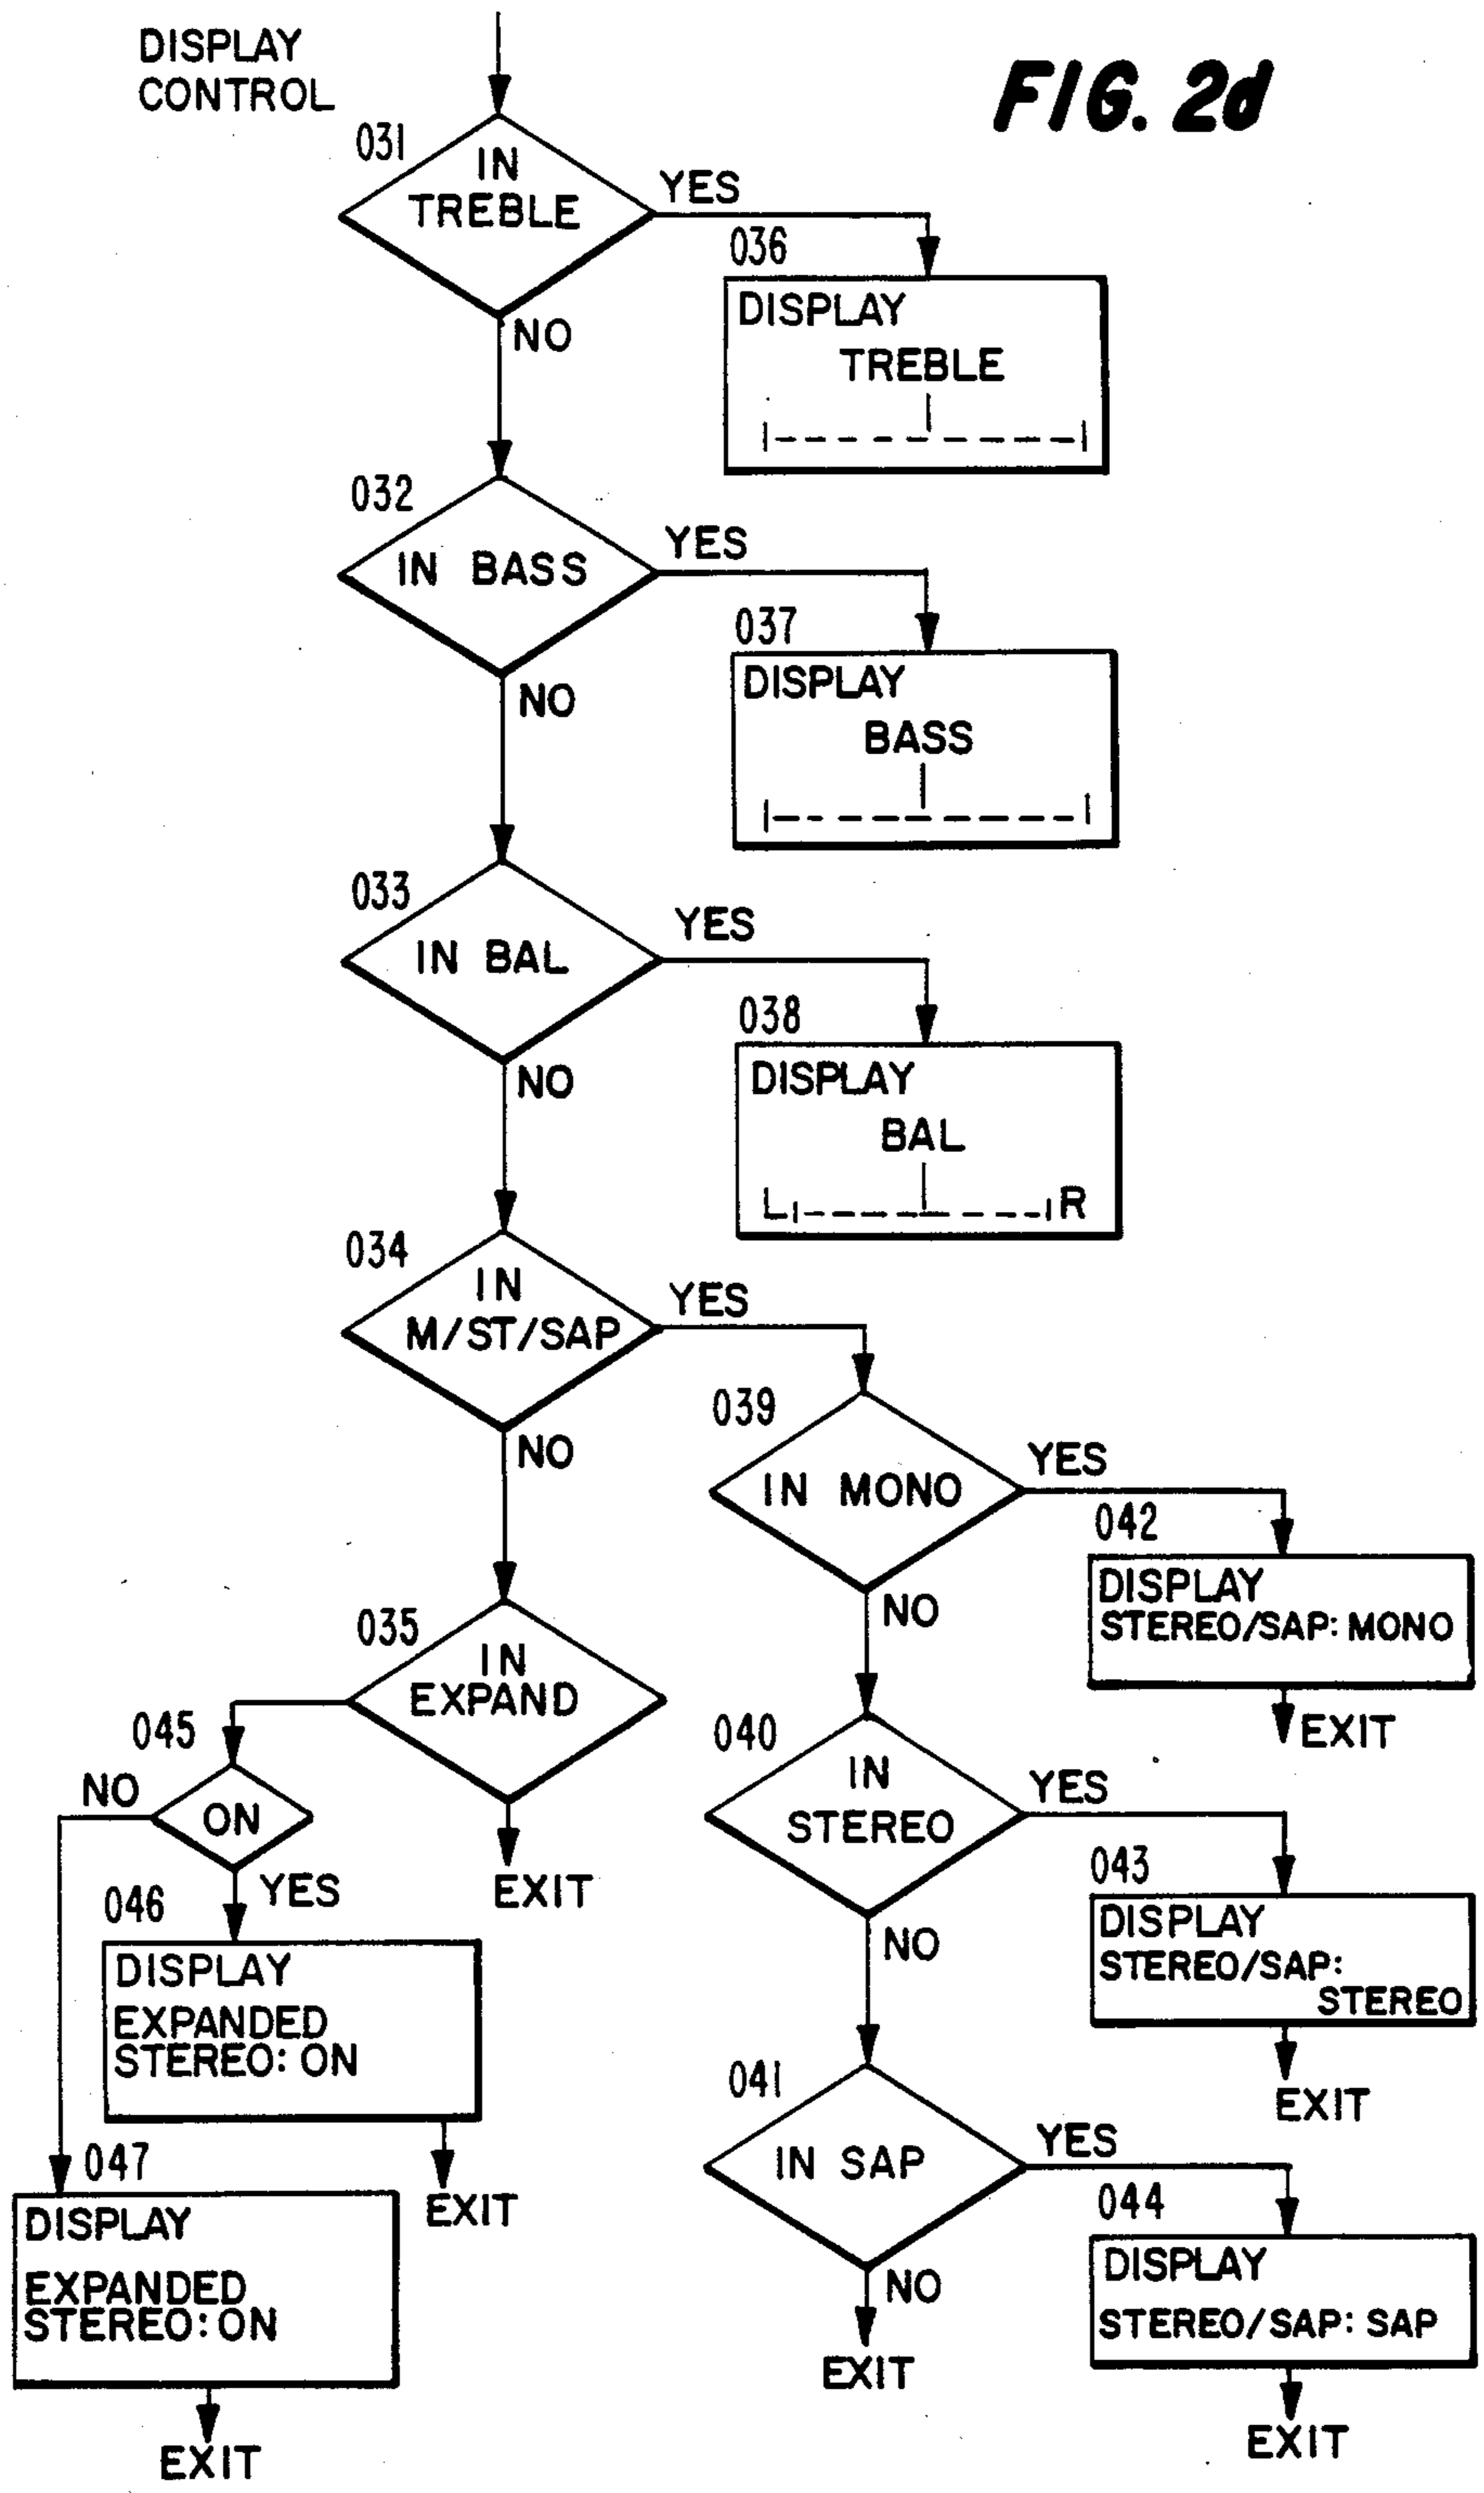 DISPLAY
CONTROL
FIG. 2d
031
IN
TREBLE
YES
NO
036
DISPLAY
TREBLE
032
IN BASS
YES
NO
037
DISPLAY
BASS
033
IN BAL
YES
NO
038
DISPLAY
BAL
L R
034
IN
M/ST/SAP
YES
NO
039
IN MONO
YES
NO
042
DISPLAY
STEREO/SAP: MONO
EXIT
035
IN
EXPAND
EXIT
045
ON
NO
YES
046
DISPLAY
EXPANDED
STEREO: ON
EXIT
047
DISPLAY
EXPANDED
STEREO: ON
EXIT
040
IN
STEREO
YES
NO
043
DISPLAY
STEREO/SAP:
STEREO
EXIT
041
IN SAP
YES
NO
EXIT
044
DISPLAY
STEREO/SAP: SAP
EXIT